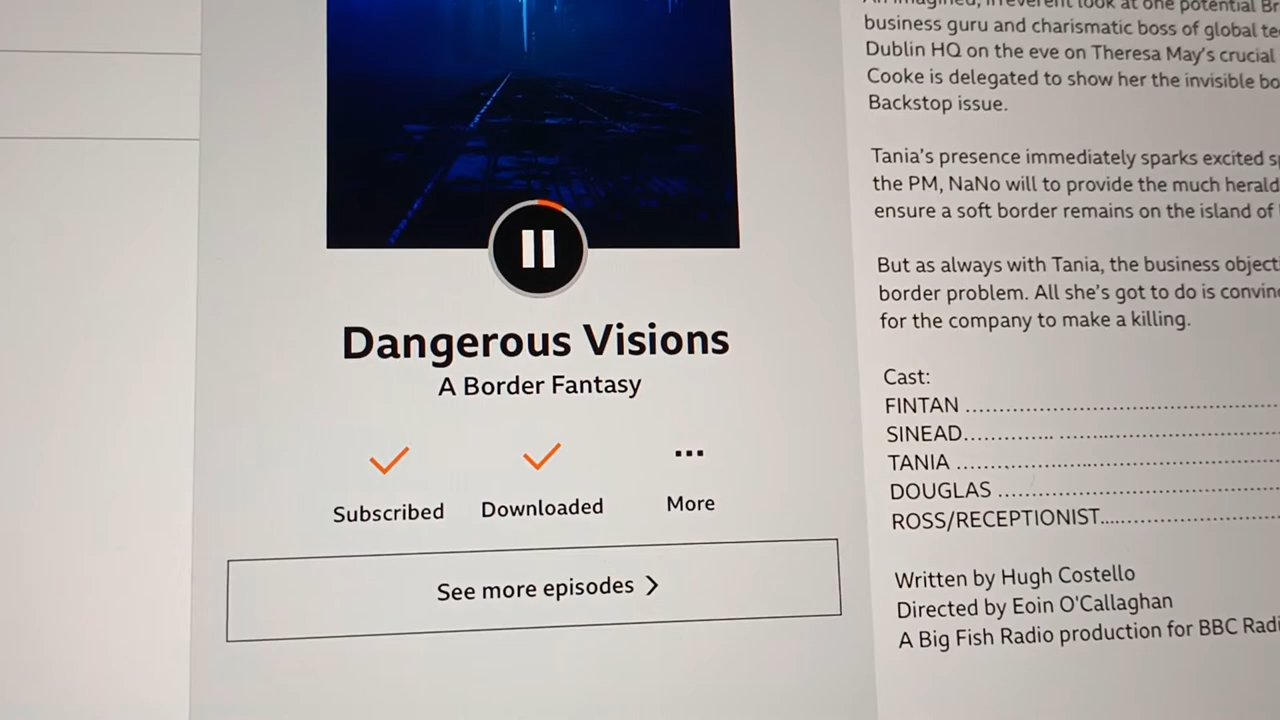 Dangerous Visions
A Border Fantasy
Subscribed
Downloaded
More
See more episodes
look at one potential
business guru and charismatic boss of global
Dublin HQ on the eve on Theresa May's crucial
Cooke is delegated to show her the invisible
Backstop issue.
Tania's presence immediately sparks excited
the PM, NaNo will to provide the much
ensure a soft border remains on the island of
But as always with Tania, the business
border problem. All she's got to do is
for the company to make a killing.
Cast:
FINTAN ........................................................
SINEAD............. .............................................
TANIA ........................................................
DOUGLAS ..................................................
ROSS/RECEPTIONIST................................
Written by Hugh Costello
Directed by Eoin O'Callaghan
A Big Fish Radio production for BBC